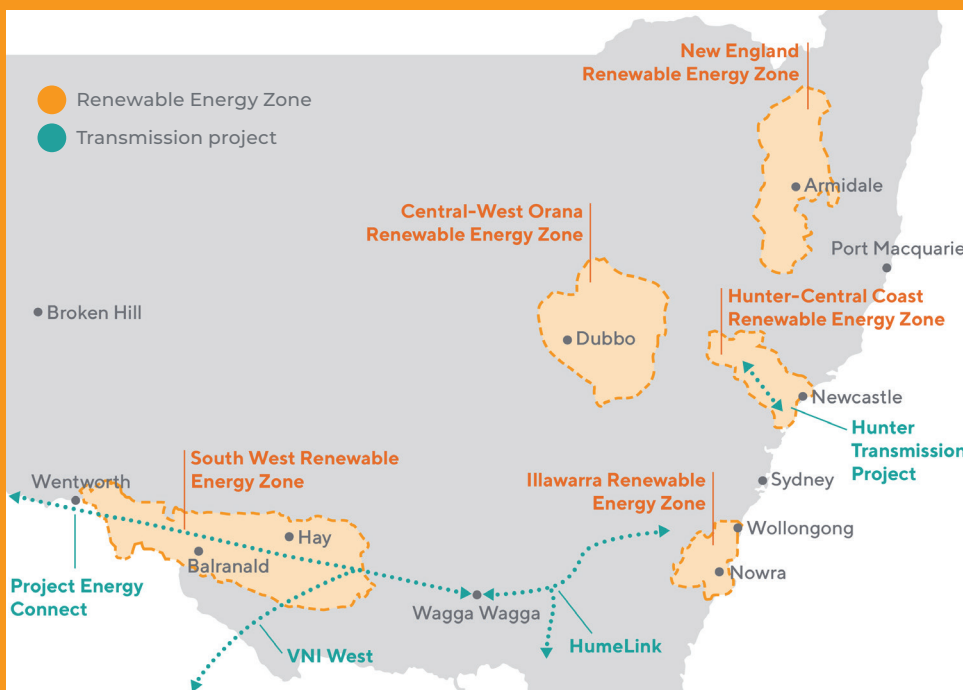 New England
Renewable Energy Zone
Renewable Energy Zone
Transmission project
Armidale
Central-West Orana
Renewable Energy Zone
Port Macquarie
Hunter-Central Coast
Renewable Energy Zone
Broken Hill
Dubbo
Newcastle
Hunter
Transmission
Project
South West Renewable
Energy Zone
Illawarra Renewable
Energy Zone
Wentworth
Sydney
Wollongong
Hay
Balranald
Nowra
Project Energy
Connect
Wagga Wagga
HumeLink
VNI West